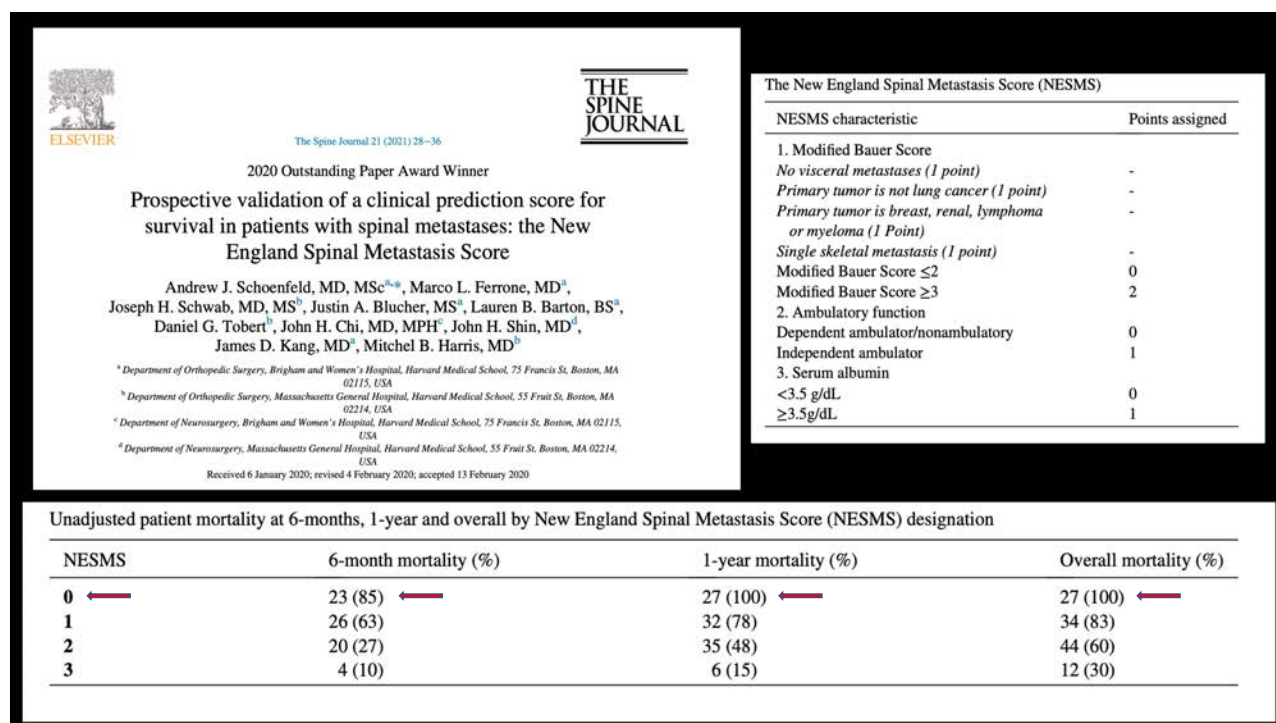 ELSEVIER
THE
SPINE
JOURNAL
The Spine Journal 21 (2021) 28–36
2020 Outstanding Paper Award Winner
Prospective validation of a clinical prediction score for
survival in patients with spinal metastases: the New
England Spinal Metastasis Score
Andrew J. Schoenfeld, MD, MScᵃ,*, Marco L. Ferrone, MDᵃ,
Joseph H. Schwab, MD, MSᵇ, Justin A. Blucher, MSᵃ, Lauren B. Barton, BSᵃ,
Daniel G. Tobertᵇ, John H. Chi, MD, MPHᶜ, John H. Shin, MDᵈ,
James D. Kang, MDᵃ, Mitchel B. Harris, MDᵇ
ᵃ Department of Orthopedic Surgery, Brigham and Women's Hospital, Harvard Medical School, 75 Francis St, Boston, MA
02115, USA
ᵇ Department of Orthopedic Surgery, Massachusetts General Hospital, Harvard Medical School, 55 Fruit St, Boston, MA
02214, USA
ᶜ Department of Neurosurgery, Brigham and Women's Hospital, Harvard Medical School, 75 Francis St, Boston, MA 02115,
USA
ᵈ Department of Neurosurgery, Massachusetts General Hospital, Harvard Medical School, 55 Fruit St, Boston, MA 02214,
USA
Received 6 January 2020; revised 4 February 2020; accepted 13 February 2020
The New England Spinal Metastasis Score (NESMS)
NESMS characteristic Points assigned
1. Modified Bauer Score
No visceral metastases (1 point) -
Primary tumor is not lung cancer (1 point) -
Primary tumor is breast, renal, lymphoma -
or myeloma (1 Point)
Single skeletal metastasis (1 point) -
Modified Bauer Score ≤2 0
Modified Bauer Score ≥3 2
2. Ambulatory function
Dependent ambulator/nonambulatory 0
Independent ambulator 1
3. Serum albumin
<3.5 g/dL 0
≥3.5g/dL 1
Unadjusted patient mortality at 6-months, 1-year and overall by New England Spinal Metastasis Score (NESMS) designation
NESMS 6-month mortality (%) 1-year mortality (%) Overall mortality (%)
0 23 (85) 27 (100) 27 (100)
1 26 (63) 32 (78) 34 (83)
2 20 (27) 35 (48) 44 (60)
3 4 (10) 6 (15) 12 (30)